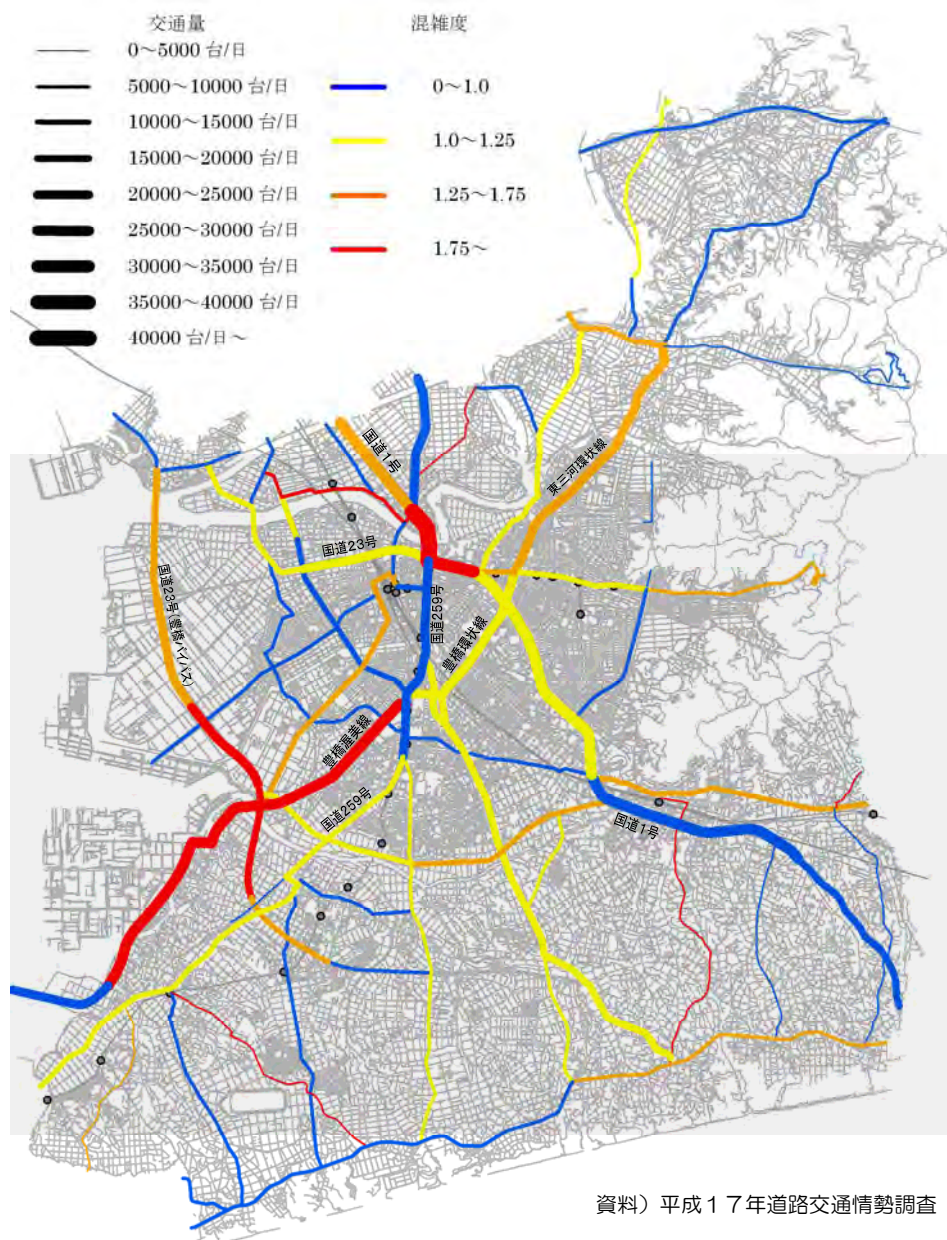 交通量
0～5000 台/日
5000～10000 台/日
10000～15000 台/日
15000～20000 台/日
20000～25000 台/日
25000～30000 台/日
30000～35000 台/日
35000～40000 台/日
40000 台/日～
混雑度
0～1.0
1.0～1.25
1.25～1.75
1.75～
国道1号
東三河環状線
国道23号
国道23号(豊橋バイパス)
国道259号
豊橋環状線
豊橋渥美線
国道259号
国道1号
資料）平成１７年道路交通情勢調査